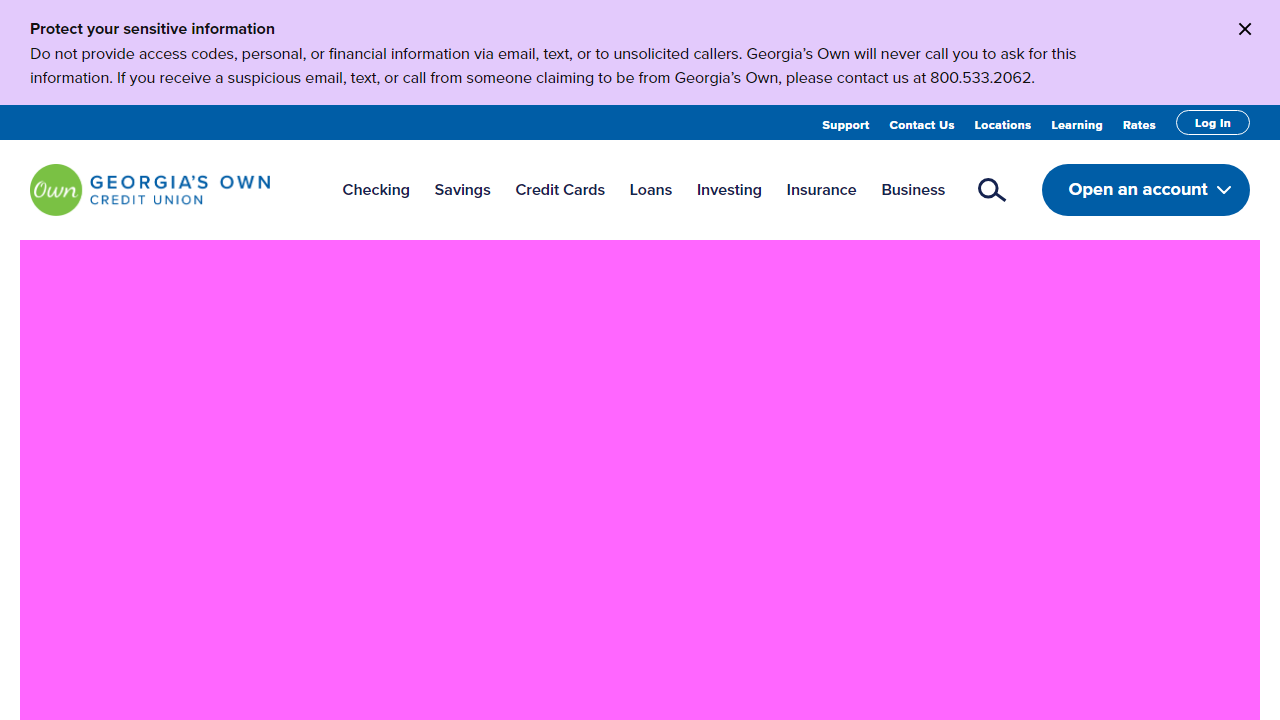 Protect your sensitive information
Do not provide access codes, personal, or financial information via email, text, or to unsolicited callers. Georgia’s Own will never call you to ask for this
information. If you receive a suspicious email, text, or call from someone claiming to be from Georgia’s Own, please contact us at 800.533.2062.
Support Contact Us Locations Learning Rates Log In
Own GEORGIA’S OWN
CREDIT UNION
Checking Savings Credit Cards Loans Investing Insurance Business Open an account